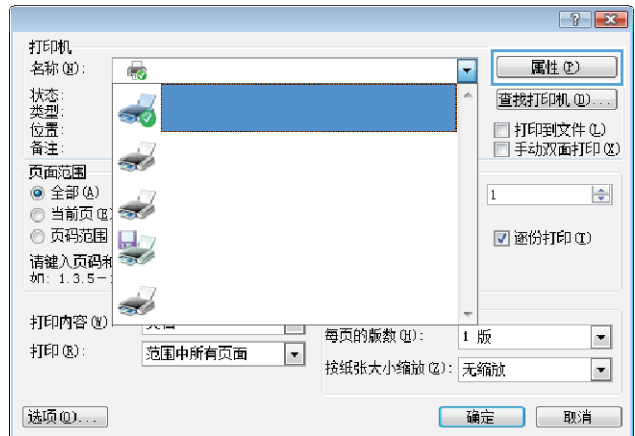 打印机
名称(N):
属性(P)
状态:
类型:
位置:
备注:
查找打印机(D)...
打印到文件(L)
手动双面打印(X)
页面范围
全部(A)
当前页(E)
页码范围
请键入页码和
如: 1.3.5-
1
逐份打印(T)
打印内容(W)
打印(R):
范围中所有页面
每页的版数(H):
1 版
按纸张大小缩放(Z):
无缩放
选项(O)...
确定
取消